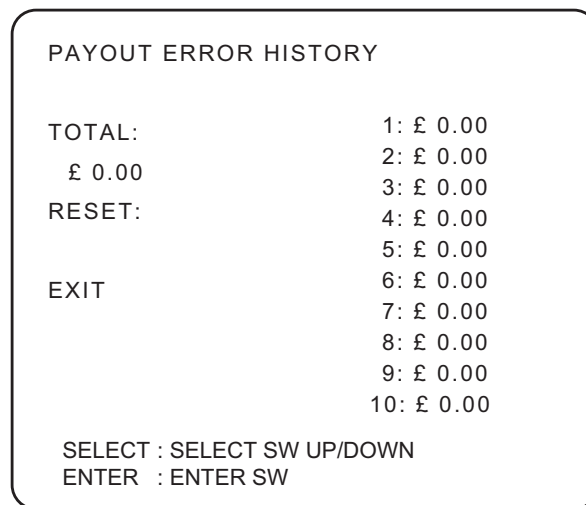 PAYOUT ERROR HISTORY
TOTAL:
£ 0.00
RESET:
EXIT
1: £ 0.00
2: £ 0.00
3: £ 0.00
4: £ 0.00
5: £ 0.00
6: £ 0.00
7: £ 0.00
8: £ 0.00
9: £ 0.00
10: £ 0.00
SELECT : SELECT SW UP/DOWN
ENTER : ENTER SW